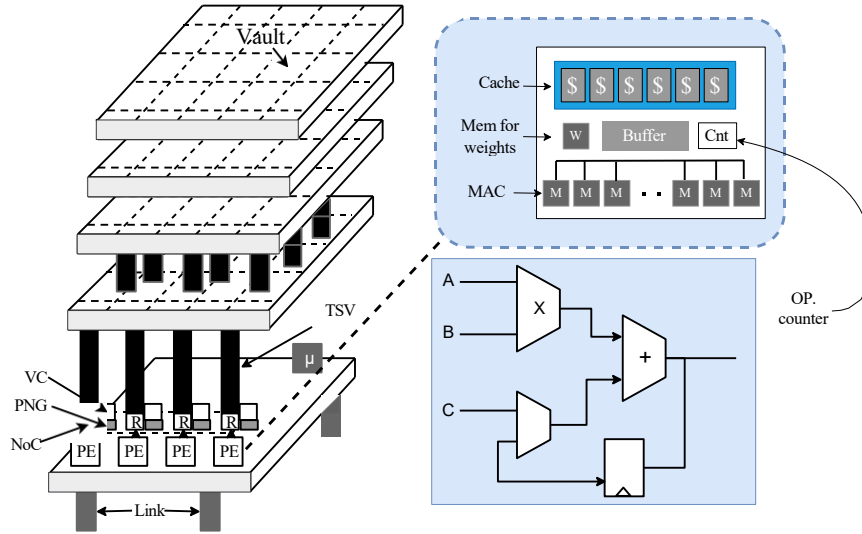 Vault
Cache
$ $ $ $ $ $
Mem for
weights
W
Buffer
Cnt
MAC
M M M M M M
TSV
μ
VC
PNG
NoC
R R R
PE PE PE PE
Link
A
B
C
X
+
OP.
counter